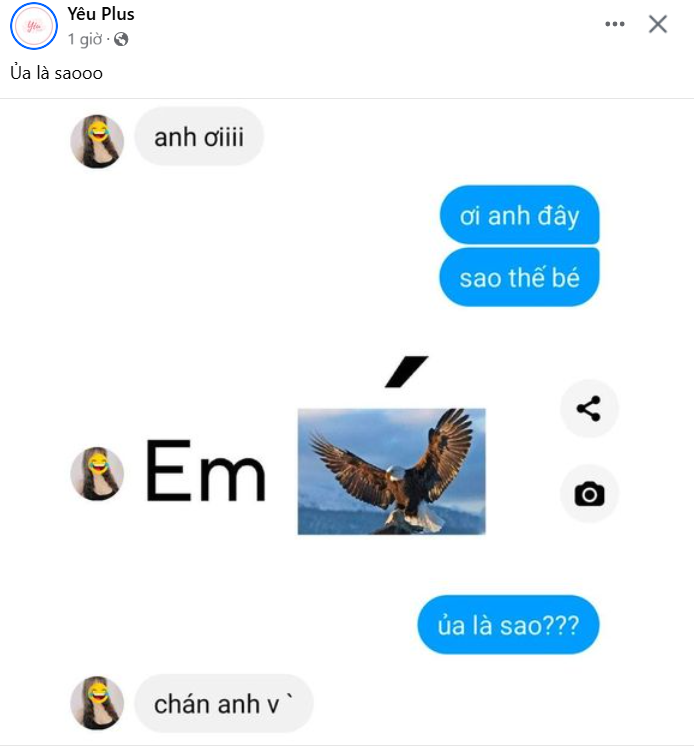 Yêu Plus
1 giờ ·
Ủa là saooo
anh ơiiii
ơi anh đây
sao thế bé
Em
ủa là sao???
chán anh v `